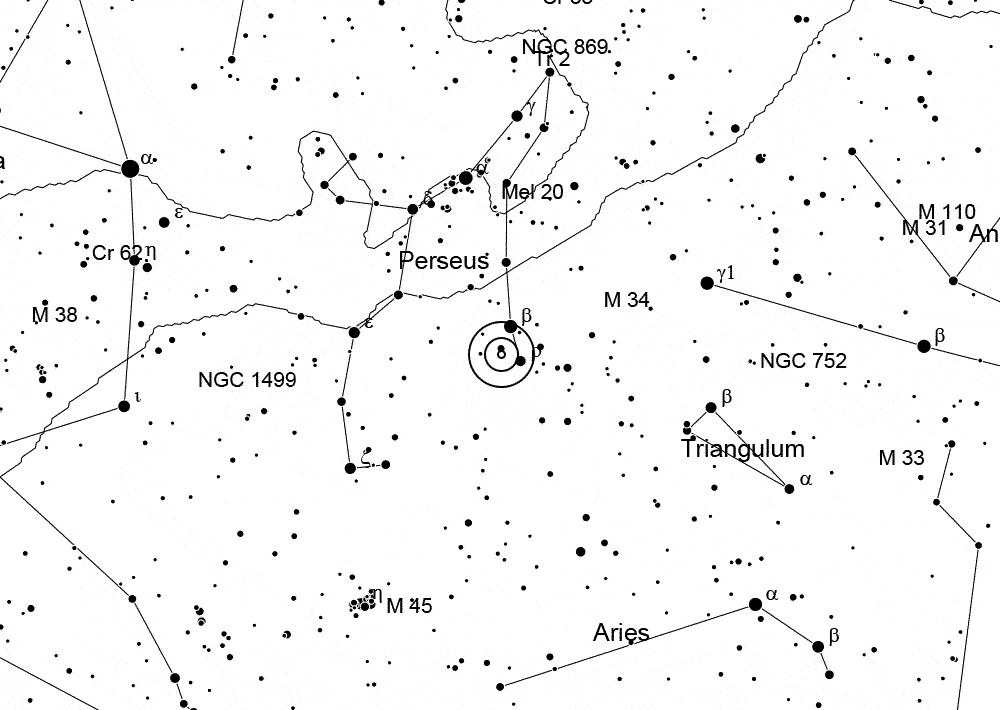 NGC 869
Tr 2
γ
α
α
ε
Mel 20
M 110
M 31
An
Cr 62
η
Perseus
γ1
M 34
M 38
β
ε
β
ρ
NGC 752
NGC 1499
ι
β
Triangulum
M 33
ζ
α
η
M 45
α
Aries
β